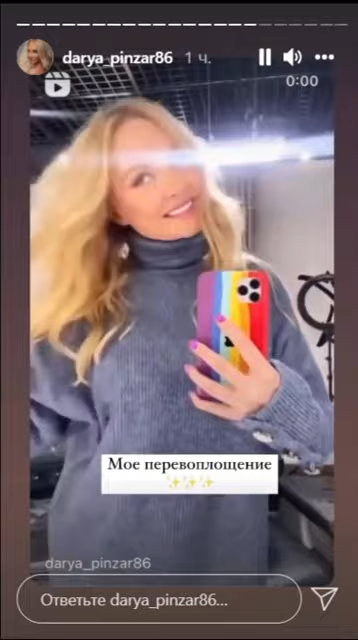 darya_pinzar86 1 ч.
0:00
Мое перевоплощение
✨✨✨
darya_pinzar86
Ответьте darya_pinzar86...